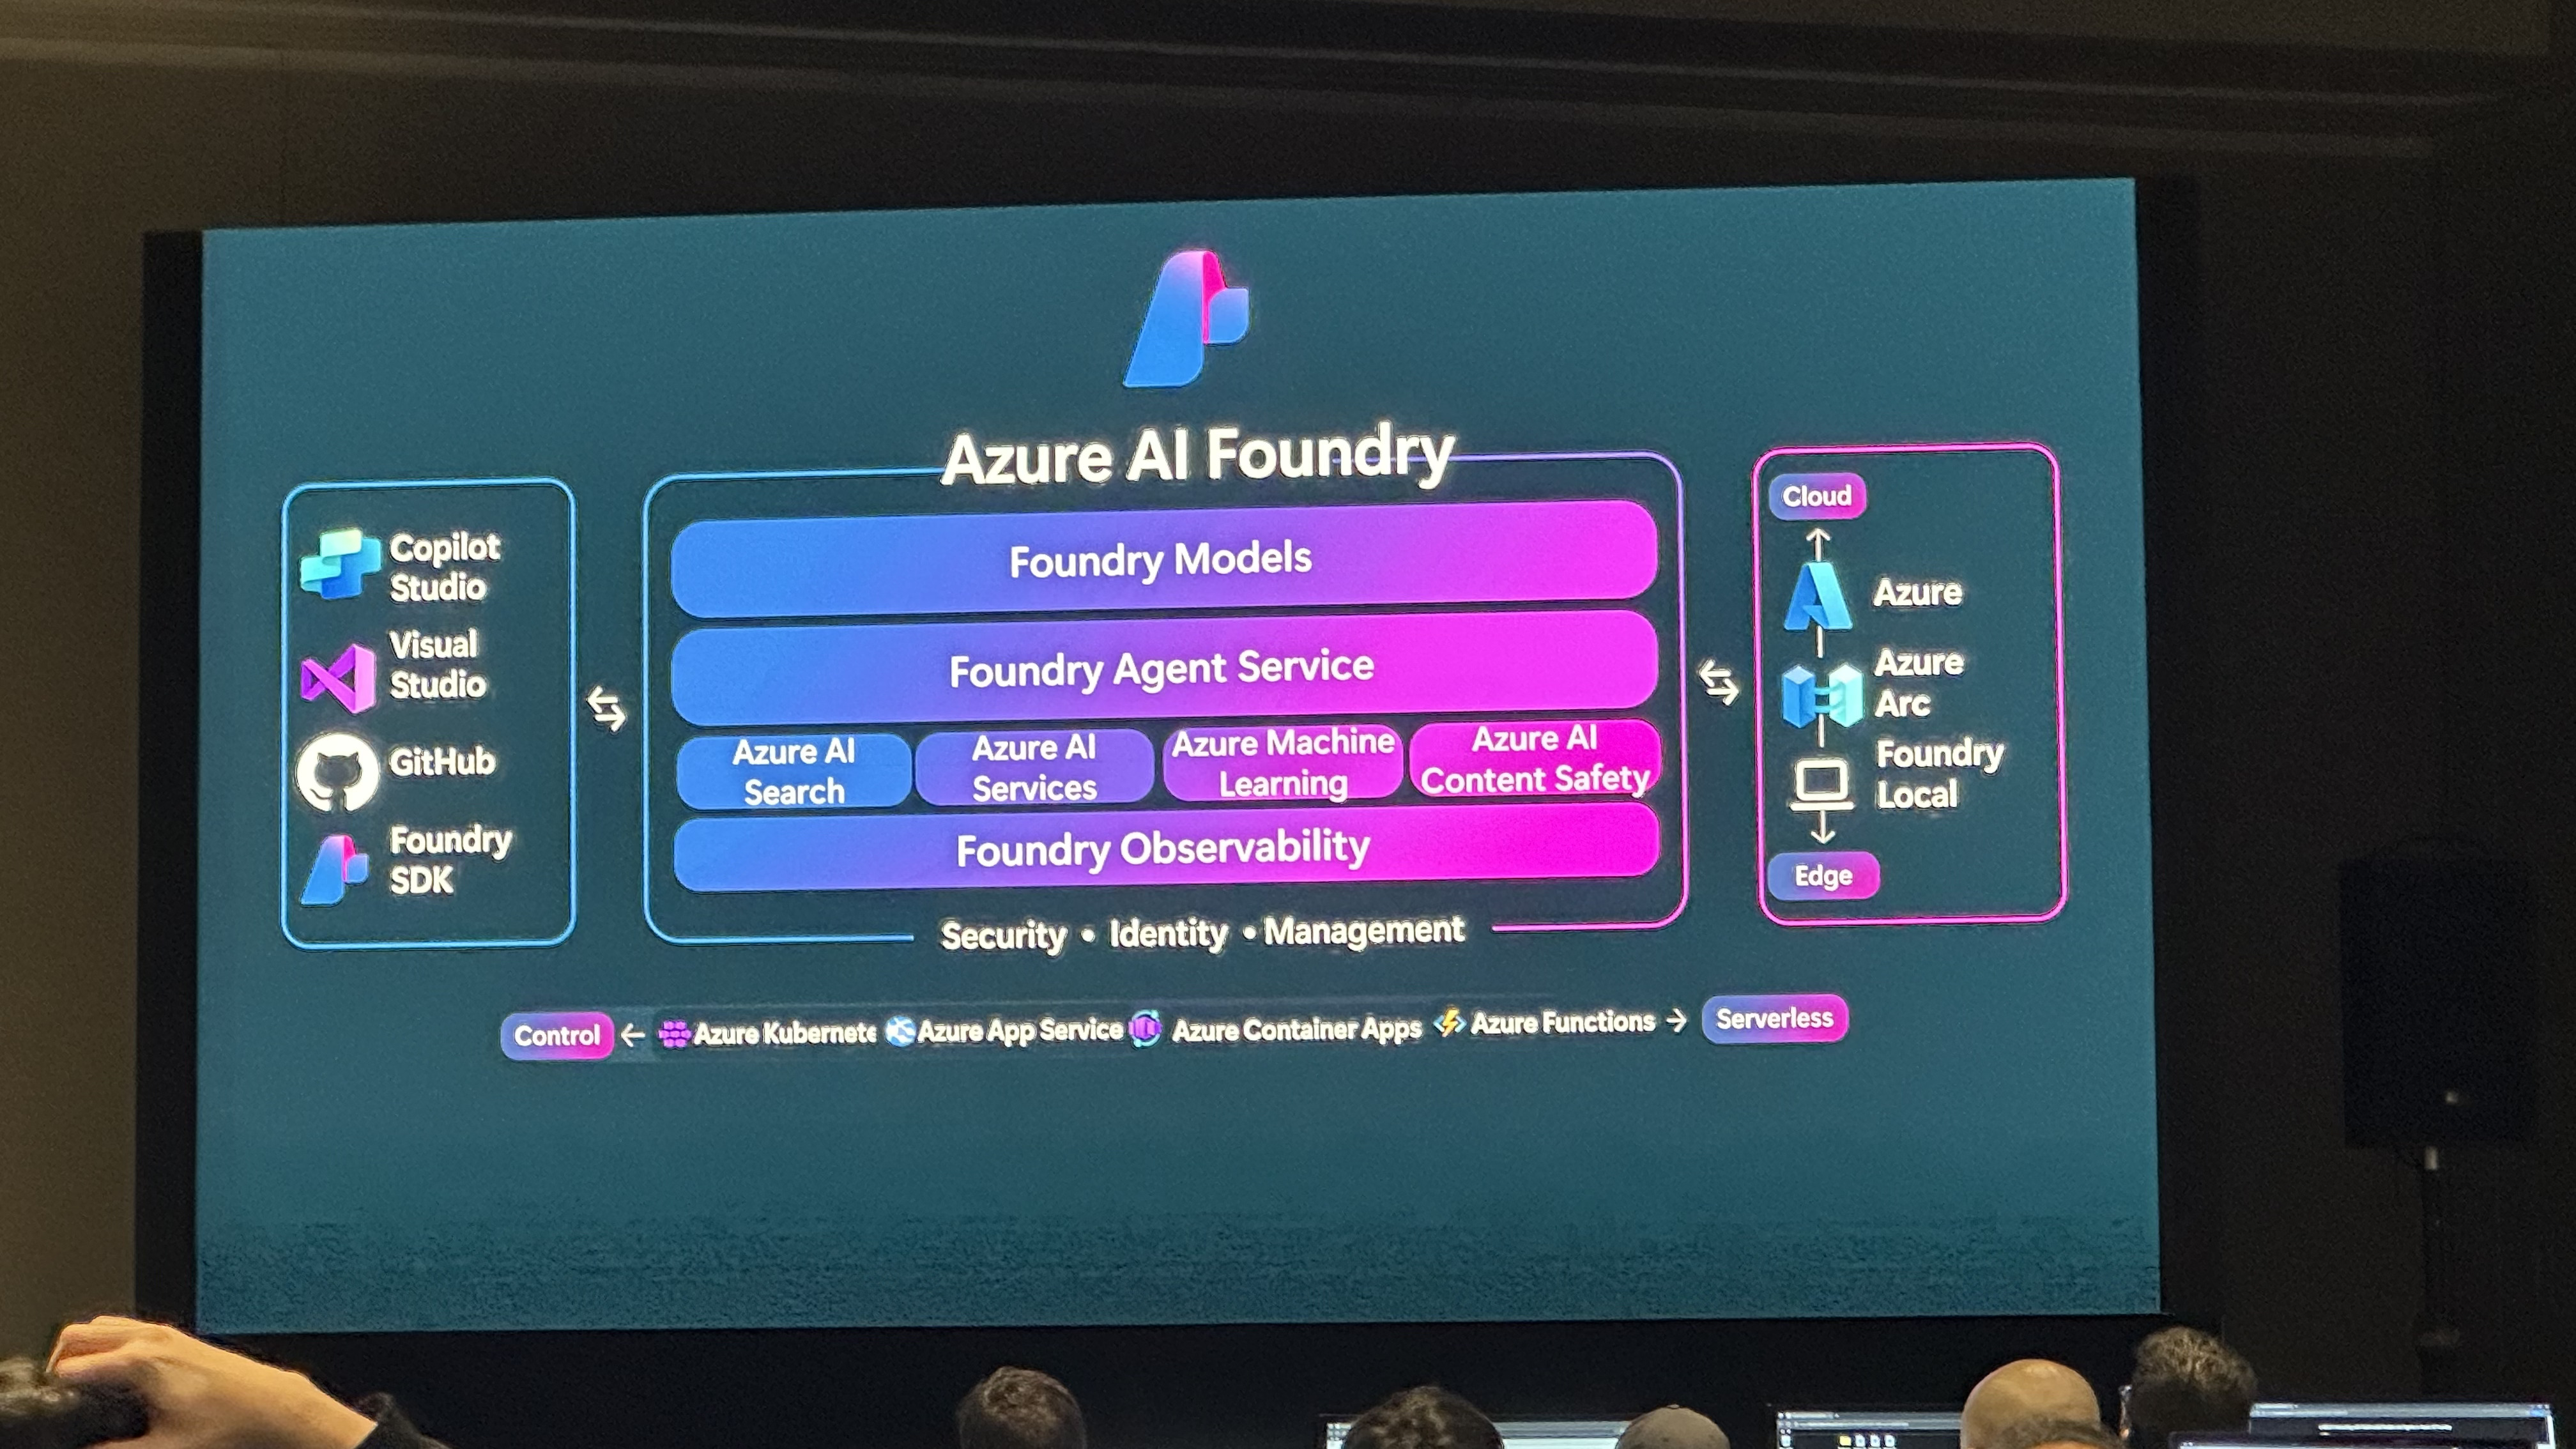 Azure AI Foundry
Copilot
Studio
Visual
Studio
GitHub
Foundry
SDK
Foundry Models
Foundry Agent Service
Azure AI
Search
Azure AI
Services
Azure Machine
Learning
Azure AI
Content Safety
Foundry Observability
Security • Identity • Management
Cloud
Azure
Azure
Arc
Foundry
Local
Edge
Control ← Azure Kubernete Azure App Service Azure Container Apps Azure Functions → Serverless